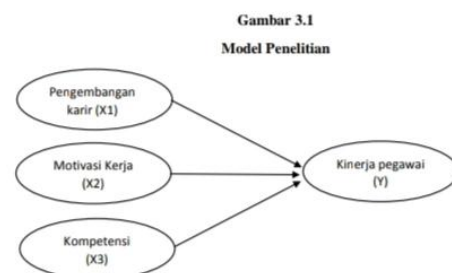 Gambar 3.1
Model Penelitian
Pengembangan
karir (X1)
Motivasi Kerja
(X2)
Kompetensi
(X3)
Kinerja pegawai
(Y)